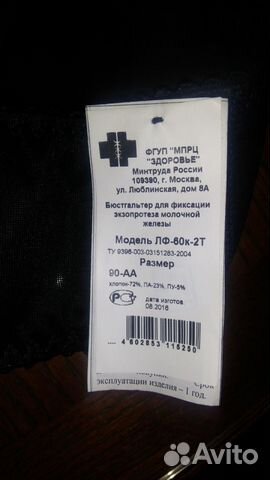 ФГУП "МПРЦ
"ЗДОРОВЬЕ"
Минтруда России
109390, г. Москва,
ул. Люблинская, дом 8А
Бюстгальтер для фиксации
экзопротеза молочной
железы
Модель ЛФ-60к-2Т
ТУ 9396-003-03151283-2004
Размер
90-АА
хлопок-72%, ПА-23%, ПУ-5%
дата изготов.
08.2016
4 602853 115250
эксплуатации изделия – 1 год.
Avito